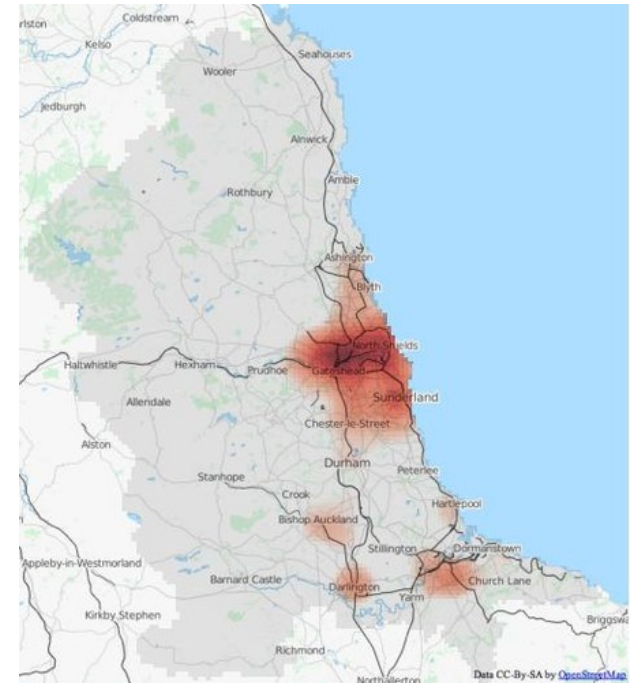 Coldstream
Kelso
Seahouses
Wooler
Jedburgh
Alnwick
Amble
Rothbury
Ashington
Blyth
North Shields
Haltwhistle
Hexham
Prudhoe
Gateshead
Allendale
Sunderland
Chester-le-Street
Alston
Durham
Peterlee
Stanhope
Crook
Hartlepool
Bishop Auckland
Stillington
Dormanstown
Appleby-in-Westmorland
Barnard Castle
Darlington
Church Lane
Yarm
Kirkby Stephen
Briggswa
Richmond
Northallerton
Data CC-By-SA by OpenStreetMap